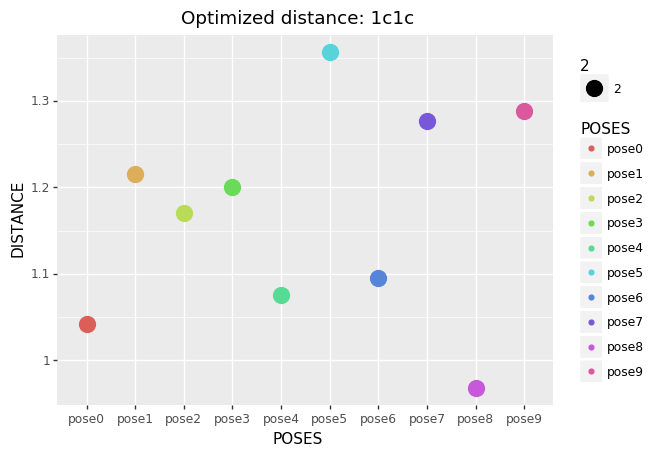 Optimized distance: 1c1c
DISTANCE
1.3
1.2
1.1
1
pose0 pose1 pose2 pose3 pose4 pose5 pose6 pose7 pose8 pose9
POSES
2
2
POSES
pose0
pose1
pose2
pose3
pose4
pose5
pose6
pose7
pose8
pose9